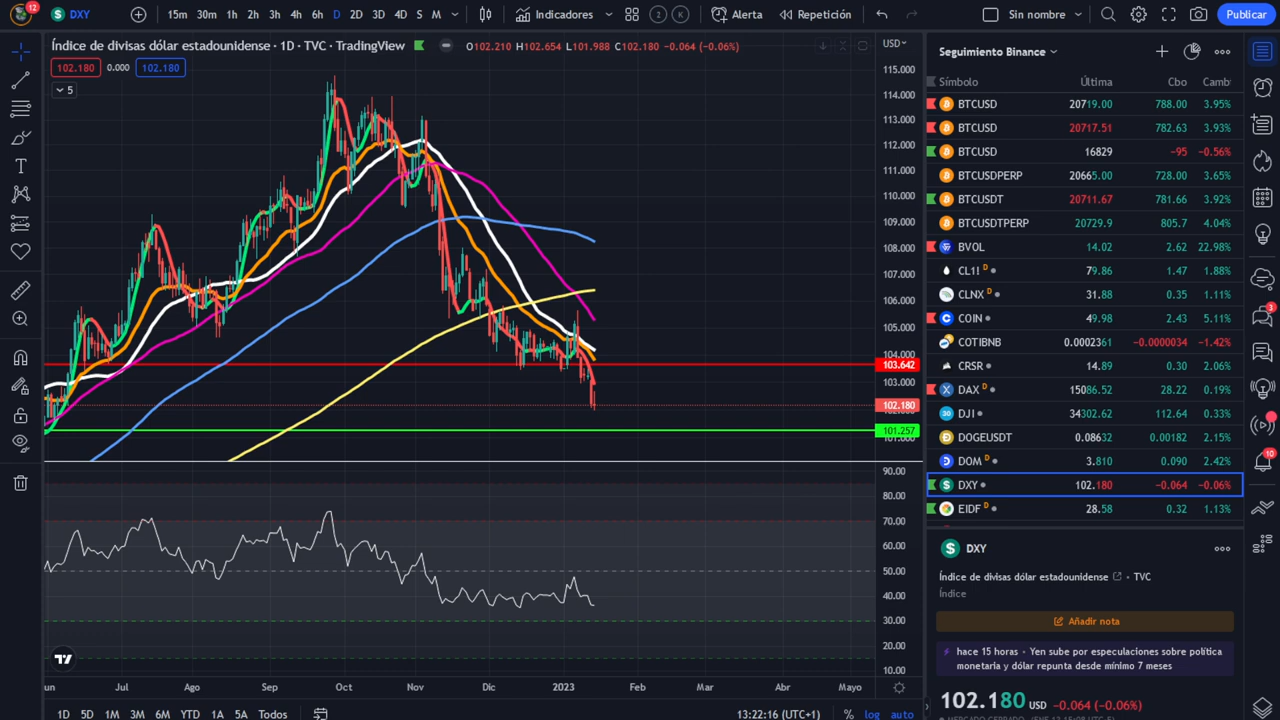 12
DXY
15m 30m 1h 2h 3h 4h 6h D 2D 3D 4D S M
Indicadores
2 K
Alerta
Repetición
Sin nombre
Publicar
Índice de divisas dólar estadounidense · 1D · TVC · TradingView
O102.210 H102.654 L101.988 C102.180 -0.064 (-0.06%)
102.180 0.000 102.180
5
USD
115.000
114.000
113.000
112.000
111.000
110.000
109.000
108.000
107.000
106.000
105.000
104.000
103.642
103.000
102.180
101.257
90.00
80.00
70.00
60.00
50.00
40.00
30.00
20.00
10.00
un Jul Ago Sep Oct Nov Dic 2023 Feb Mar Abr Mayo
1D 5D 1M 3M 6M YTD 1A 5A Todos
13:22:16 (UTC+1) % log auto
Seguimiento Binance
Símbolo Última Cbo Camb
BTCUSD 20719.00 788.00 3.95%
BTCUSD 20717.51 782.63 3.93%
BTCUSD 16829 −95 −0.56%
BTCUSDPERP 20665.00 728.00 3.65%
BTCUSDT 20711.67 781.66 3.92%
BTCUSDTPERP 20729.9 805.7 4.04%
BVOL 14.02 2.62 22.98%
CL1! D 79.86 1.47 1.88%
CLNX D 31.88 0.35 1.11%
COIN 49.98 2.43 5.11%
COTIBNB 0.0002361 −0.0000034 −1.42%
CRSR 14.89 0.30 2.06%
DAX D 15086.52 28.22 0.19%
DJI 34302.62 112.64 0.33%
DOGEUSDT 0.08632 0.00182 2.15%
DOM D 3.810 0.090 2.42%
DXY 102.180 −0.064 −0.06%
EIDF D 28.58 0.32 1.13%
DXY
Índice de divisas dólar estadounidense · TVC
Índice
Añadir nota
hace 15 horas · Yen sube por especulaciones sobre política
monetaria y dólar repunta desde mínimo 7 meses
102.180 USD −0.064 (−0.06%)
3
10